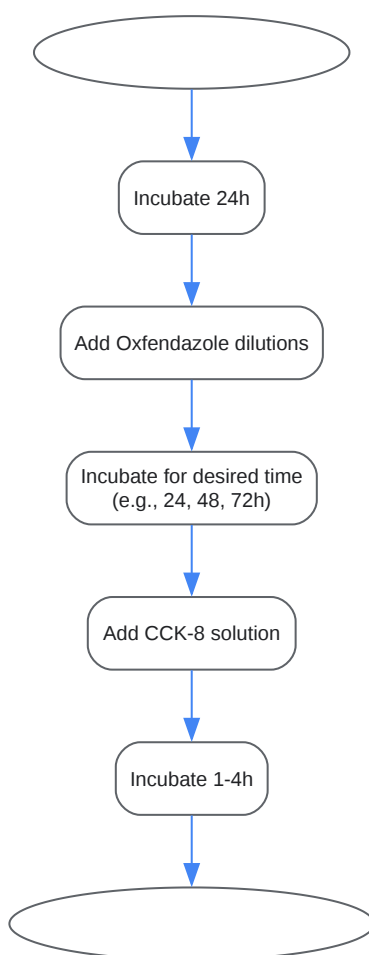 Incubate 24h
Add Oxfendazole dilutions
Incubate for desired time
(e.g., 24, 48, 72h)
Add CCK-8 solution
Incubate 1-4h